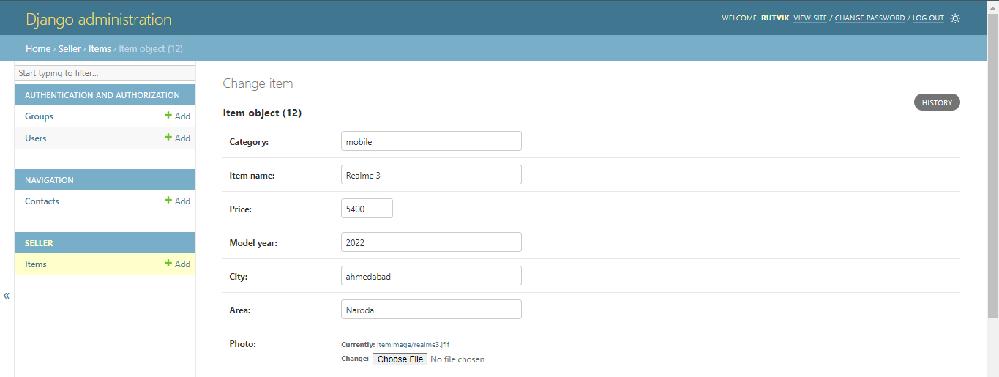 Django administration
WELCOME, RUTVIK. VIEW SITE / CHANGE PASSWORD / LOG OUT
Home › Seller › Items › Item object (12)
Start typing to filter...
AUTHENTICATION AND AUTHORIZATION
Groups + Add
Users + Add
NAVIGATION
Contacts + Add
SELLER
Items + Add
«
Change item
Item object (12)
HISTORY
Category: mobile
Item name: Realme 3
Price: 5400
Model year: 2022
City: ahmedabad
Area: Naroda
Photo: Currently: itemImage/realme3.jfif
Change: Choose File No file chosen